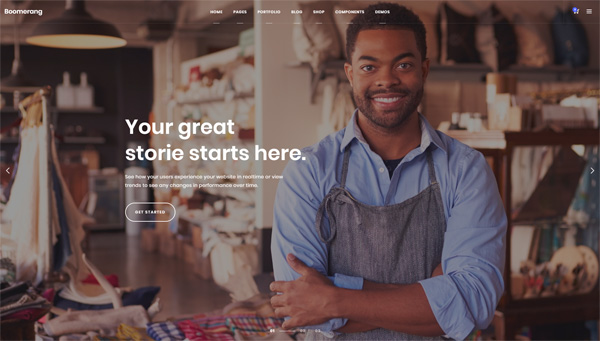 Boomerang
HOME PAGES PORTFOLIO BLOG SHOP COMPONENTS DEMOS
Your great
storie starts here.
See how your users experience your website in realtime or view
trends to see any changes in performance over time.
GET STARTED